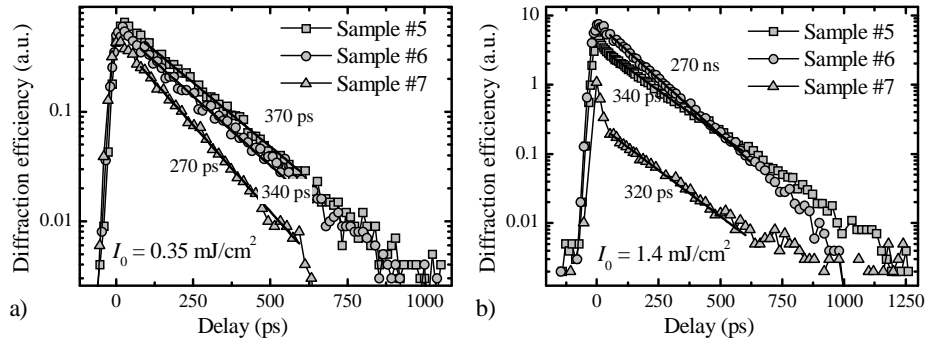 Diffraction efficiency (a.u.)
0.1
0.01
Sample #5
Sample #6
Sample #7
370 ps
270 ps
340 ps
I0 = 0.35 mJ/cm2
0 250 500 750 1000
Delay (ps)
a)
Diffraction efficiency (a.u.)
10
1
0.1
0.01
Sample #5
Sample #6
Sample #7
270 ns
340 ps
320 ps
I0 = 1.4 mJ/cm2
0 250 500 750 1000 1250
Delay (ps)
b)